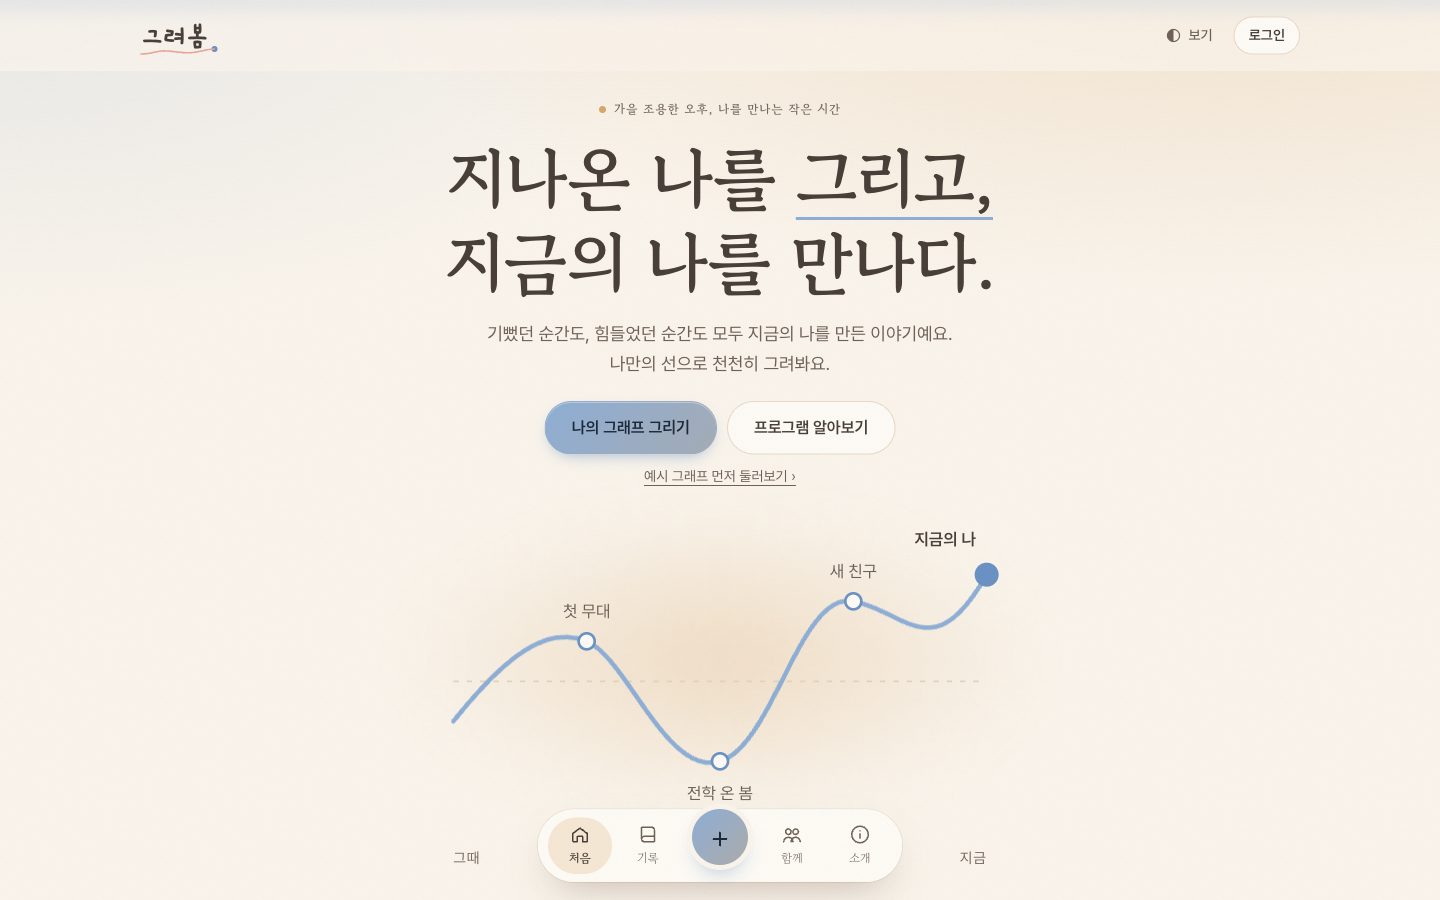 그려봄
보기
로그인
가을 조용한 오후, 나를 만나는 작은 시간
지나온 나를 그리고,
지금의 나를 만나다.
기뻤던 순간도, 힘들었던 순간도 모두 지금의 나를 만든 이야기예요.
나만의 선으로 천천히 그려봐요.
나의 그래프 그리기
프로그램 알아보기
예시 그래프 먼저 둘러보기 ›
지금의 나
새 친구
첫 무대
전학 온 봄
그때
지금
처음
기록
+
함께
소개